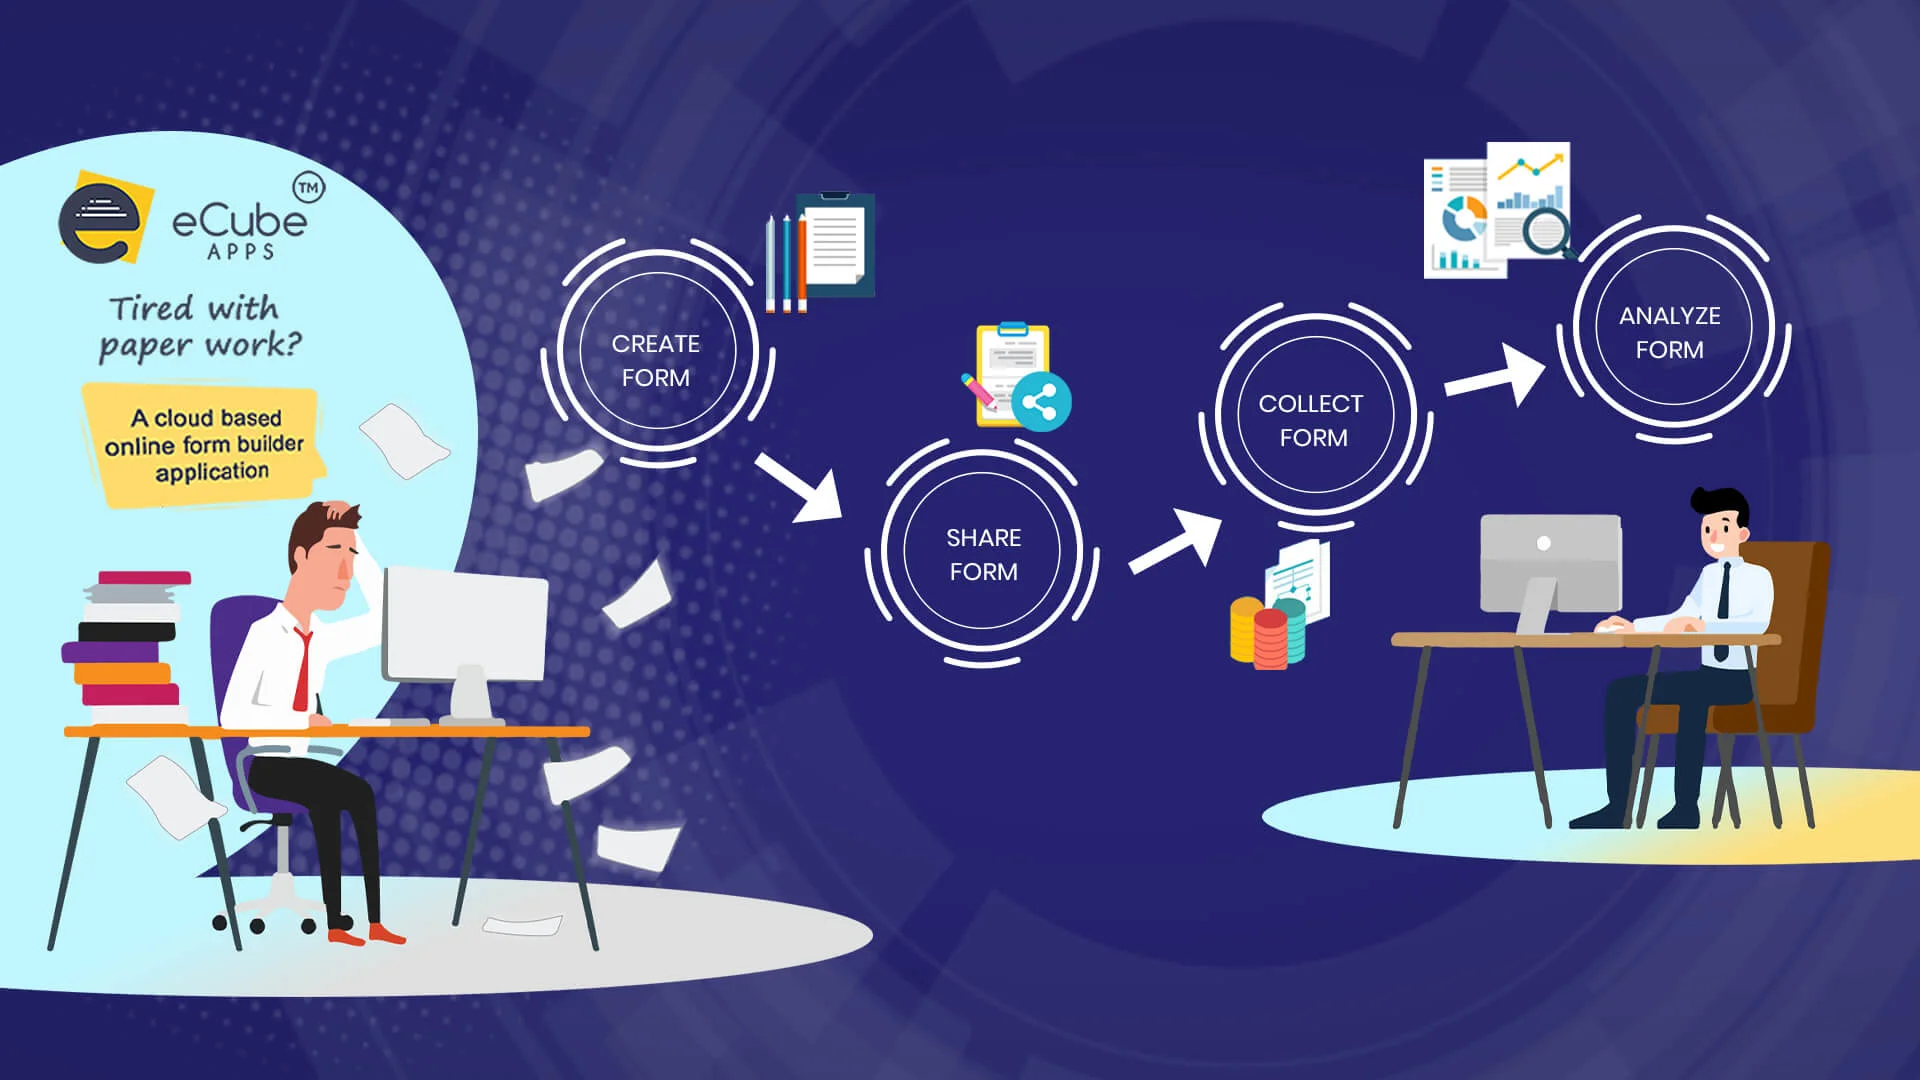 eCube
TM
APPS
Tired with
paper work?
A cloud based
online form builder
application
CREATE
FORM
SHARE
FORM
COLLECT
FORM
ANALYZE
FORM